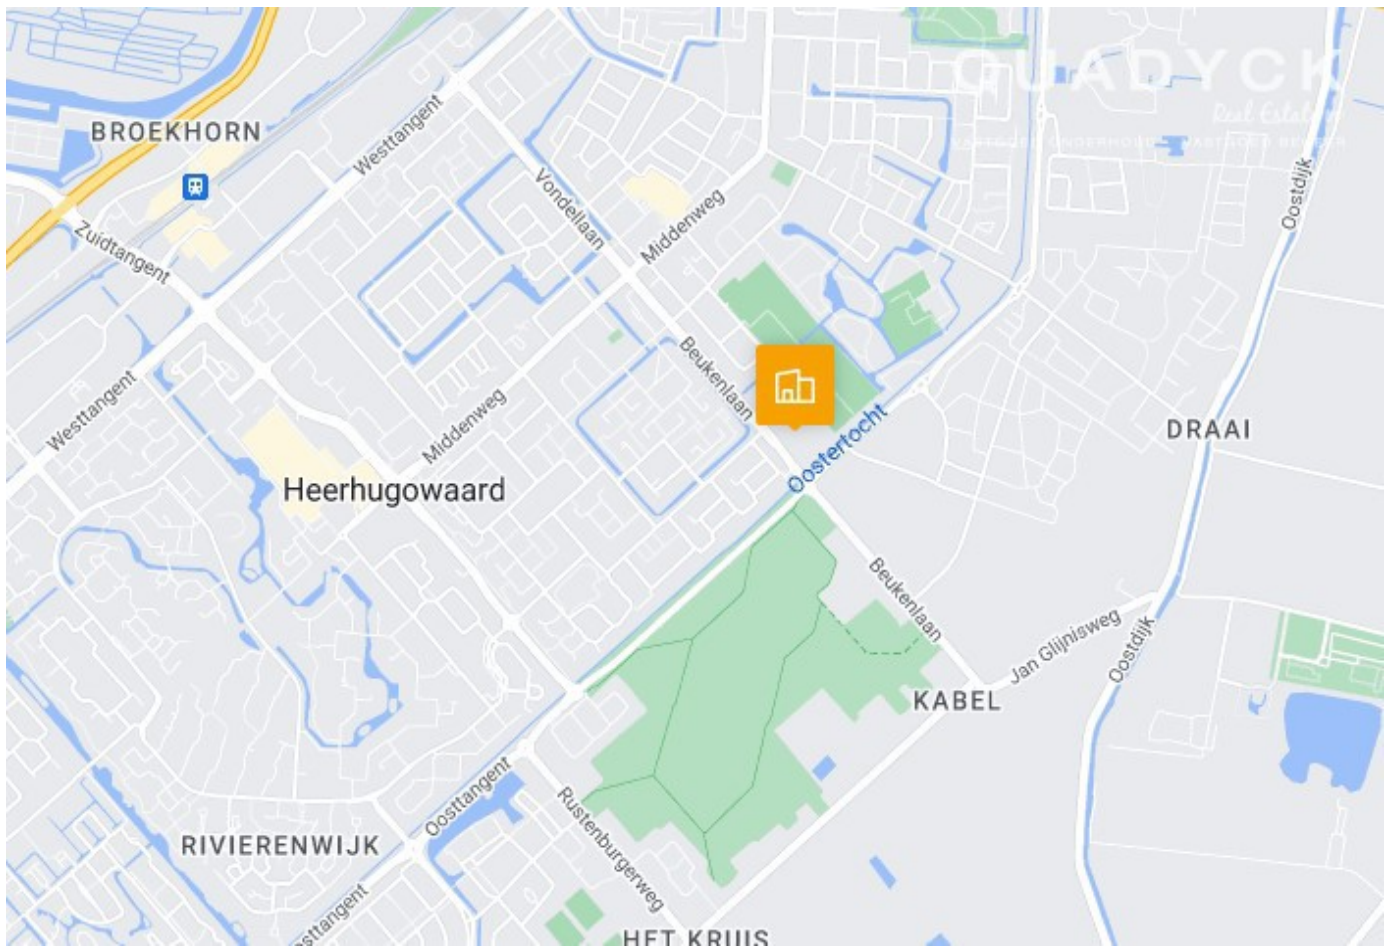 QUADYCK
Real Estate
BROEKHORN
Westtangent
Oostdijk
Vondellaan
Middenweg
Zuidtangent
Beukenlaan
Westtangent
Middenweg
Oostertocht
DRAAI
Heerhugowaard
Beukenlaan
Jan Glijnisweg
Oostdijk
KABEL
Oosttangent
Rustenburgerweg
RIVIERENWIJK
Oosttangent
HET KRUIS